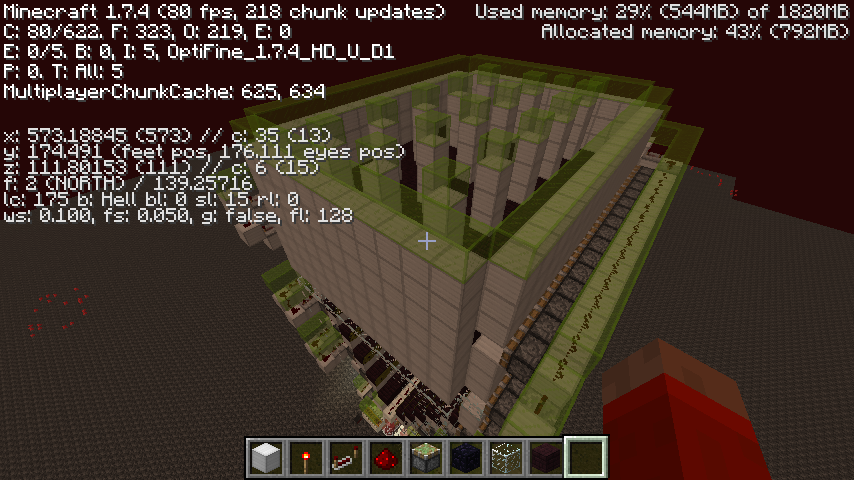 Minecraft 1.7.4 (80 fps, 218 chunk updates)
C: 80/622. F: 323, O: 219, E: 0
E: 0/5. B: 0, I: 5, OptiFine_1.7.4_HD_U_D1
P: 0. T: All: 5
MultiplayerChunkCache: 625, 634
x: 573.18845 (573) // c: 35 (13)
y: 174.491 (feet pos, 176.111 eyes pos)
z: 111.80153 (111) // c: 6 (15)
f: 2 (NORTH) / 139.25716
lc: 175 b: Hell bl: 0 sl: 15 rl: 0
ws: 0.100, fs: 0.050, g: false, fl: 128
Used memory: 29% (544MB) of 1820MB
Allocated memory: 43% (792MB)